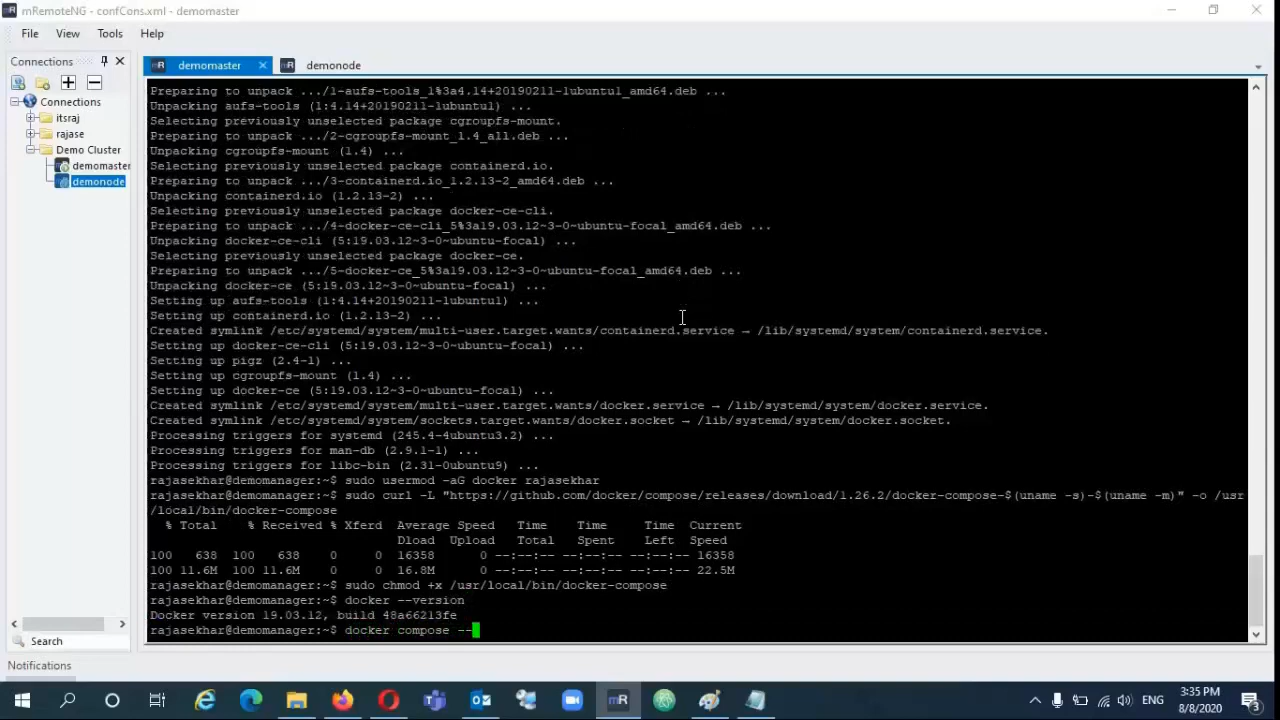 mRemoteNG - confCons.xml - demomaster
File View Tools Help
Connections
demomaster
demonode
Connections
itsraj
rajase
Demo Cluster
demomaster
demonode
Preparing to unpack .../1-aufs-tools_1%3a4.14+20190211-1ubuntu1_amd64.deb ...
Unpacking aufs-tools (1:4.14+20190211-1ubuntu1) ...
Selecting previously unselected package cgroupfs-mount.
Preparing to unpack .../2-cgroupfs-mount_1.4_all.deb ...
Unpacking cgroupfs-mount (1.4) ...
Selecting previously unselected package containerd.io.
Preparing to unpack .../3-containerd.io_1.2.13-2_amd64.deb ...
Unpacking containerd.io (1.2.13-2) ...
Selecting previously unselected package docker-ce-cli.
Preparing to unpack .../4-docker-ce-cli_5%3a19.03.12~3-0~ubuntu-focal_amd64.deb ...
Unpacking docker-ce-cli (5:19.03.12~3-0~ubuntu-focal) ...
Selecting previously unselected package docker-ce.
Preparing to unpack .../5-docker-ce_5%3a19.03.12~3-0~ubuntu-focal_amd64.deb ...
Unpacking docker-ce (5:19.03.12~3-0~ubuntu-focal) ...
Setting up aufs-tools (1:4.14+20190211-1ubuntu1) ...
Setting up containerd.io (1.2.13-2) ...
Created symlink /etc/systemd/system/multi-user.target.wants/containerd.service → /lib/systemd/system/containerd.service.
Setting up docker-ce-cli (5:19.03.12~3-0~ubuntu-focal) ...
Setting up pigz (2.4-1) ...
Setting up cgroupfs-mount (1.4) ...
Setting up docker-ce (5:19.03.12~3-0~ubuntu-focal) ...
Created symlink /etc/systemd/system/multi-user.target.wants/docker.service → /lib/systemd/system/docker.service.
Created symlink /etc/systemd/system/sockets.target.wants/docker.socket → /lib/systemd/system/docker.socket.
Processing triggers for systemd (245.4-4ubuntu3.2) ...
Processing triggers for man-db (2.9.1-1) ...
Processing triggers for libc-bin (2.31-0ubuntu9) ...
rajasekhar@demomanager:~$ sudo usermod -aG docker rajasekhar
rajasekhar@demomanager:~$ sudo curl -L "https://github.com/docker/compose/releases/download/1.26.2/docker-compose-$(uname -s)-$(uname -m)" -o /usr
/local/bin/docker-compose
% Total % Received % Xferd Average Speed Time Time Time Current
Dload Upload Total Spent Left Speed
100 638 100 638 0 0 16358 0 --:--:-- --:--:-- --:--:-- 16358
100 11.6M 100 11.6M 0 0 16.8M 0 --:--:-- --:--:-- --:--:-- 22.5M
rajasekhar@demomanager:~$ sudo chmod +x /usr/local/bin/docker-compose
rajasekhar@demomanager:~$ docker --version
Docker version 19.03.12, build 48a66213fe
rajasekhar@demomanager:~$ docker compose --
Search
Notifications
ENG
3:35 PM
8/8/2020
3